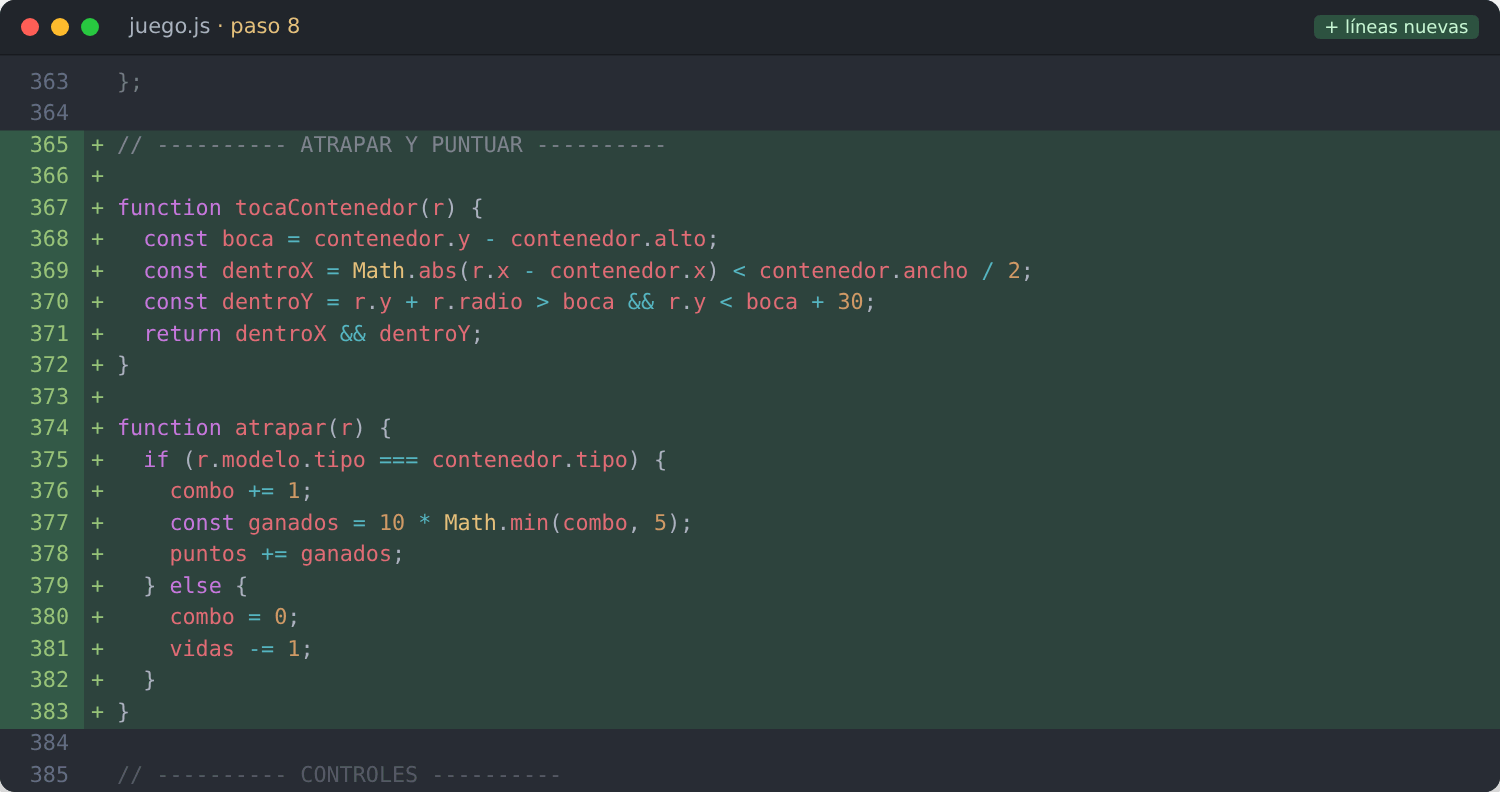 juego.js · paso 8
+ líneas nuevas
363 };
364
365 + // ---------- ATRAPAR Y PUNTUAR ----------
366 +
367 + function tocaContenedor(r) {
368 +   const boca = contenedor.y - contenedor.alto;
369 +   const dentroX = Math.abs(r.x - contenedor.x) < contenedor.ancho / 2;
370 +   const dentroY = r.y + r.radio > boca && r.y < boca + 30;
371 +   return dentroX && dentroY;
372 + }
373 +
374 + function atrapar(r) {
375 +   if (r.modelo.tipo === contenedor.tipo) {
376 +     combo += 1;
377 +     const ganados = 10 * Math.min(combo, 5);
378 +     puntos += ganados;
379 +   } else {
380 +     combo = 0;
381 +     vidas -= 1;
382 +   }
383 + }
384
385 // ---------- CONTROLES ----------